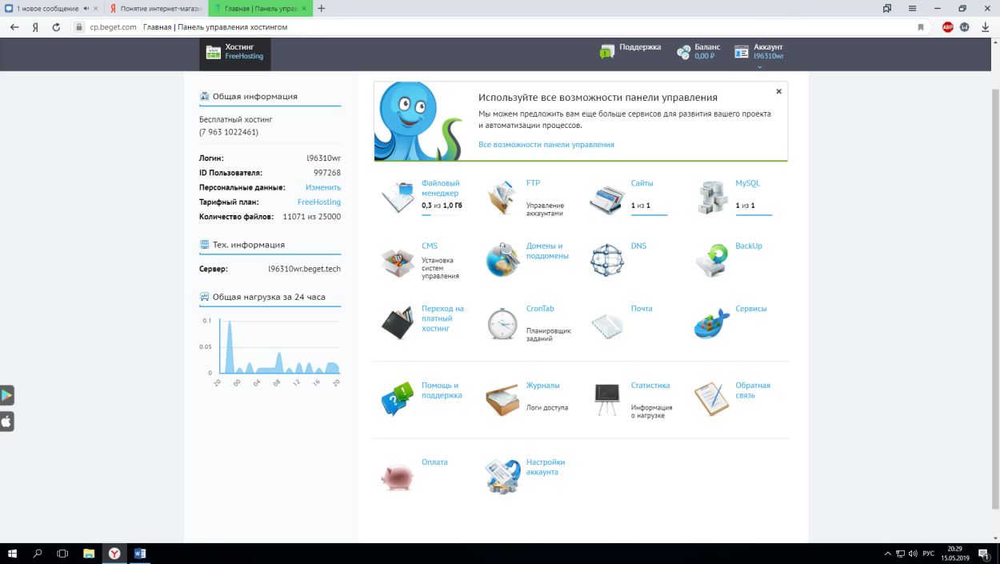 1 новое сообщение
Понятие интернет-магази
Главная | Панель управ
cp.beget.com Главная | Панель управления хостингом
ABP
Хостинг
FreeHosting
Поддержка
Баланс
0,00 ₽
Аккаунт
l96310wr
Общая информация
Бесплатный хостинг
(7 963 1022461)
Логин: l96310wr
ID Пользователя: 997268
Персональные данные: Изменить
Тарифный план: FreeHosting
Количество файлов: 11071 из 25000
Тех. информация
Сервер: l96310wr.beget.tech
Общая нагрузка за 24 часа
0.1
0.05
0
20 00 04 08 12 16 20
Используйте все возможности панели управления
Мы можем предложить вам еще больше сервисов для развития вашего проекта
и автоматизации процессов.
Все возможности панели управления
Файловый
менеджер
0,3 из 1,0 Гб
FTP
Управление
аккаунтами
Сайты
1 из 1
MySQL
1 из 1
CMS
Установка
систем
управления
Домены и
поддомены
DNS
BackUp
Переход на
платный
хостинг
CronTab
Планировщик
заданий
Почта
Сервисы
Помощь и
поддержка
Журналы
Логи доступа
Статистика
Информация
о нагрузке
Обратная
связь
Оплата
Настройки
аккаунта
РУС
20:29
15.05.2019
1